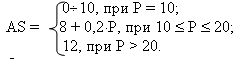 0÷10, при P = 10;
AS = 8 + 0,2·P, при 10 ≤ P ≤ 20;
12, при P > 20.